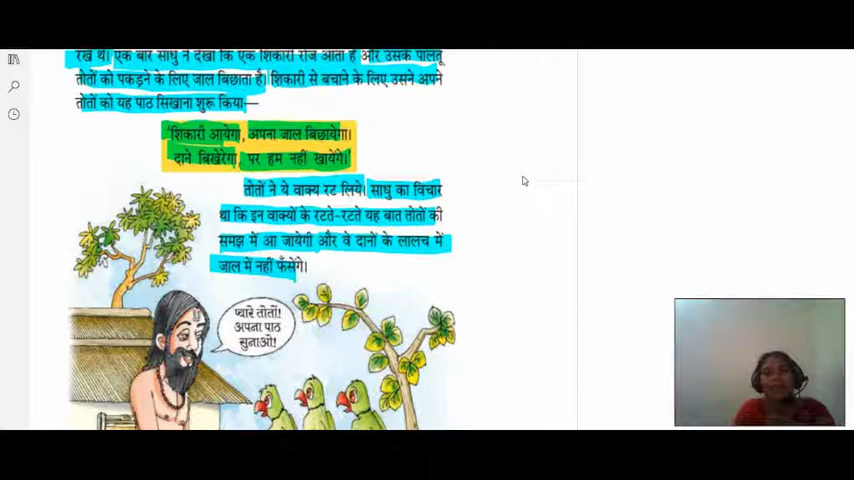 रखे थे। एक बार साधु ने देखा कि एक शिकारी रोज आता है और उसके पालतू
तोतों को पकड़ने के लिए जाल बिछाता है। शिकारी से बचाने के लिए उसने अपने
तोतों को यह पाठ सिखाना शुरू किया—
'शिकारी आयेगा, अपना जाल बिछायेगा।
दाने बिखेरेगा, पर हम नहीं खायेंगे।'
तोतों ने ये वाक्य रट लिये। साधु का विचार
था कि इन वाक्यों के रटते-रटते यह बात तोतों की
समझ में आ जायेगी और वे दानों के लालच में
जाल में नहीं फँसेंगे।
प्यारे तोतों!
अपना पाठ
सुनाओ!